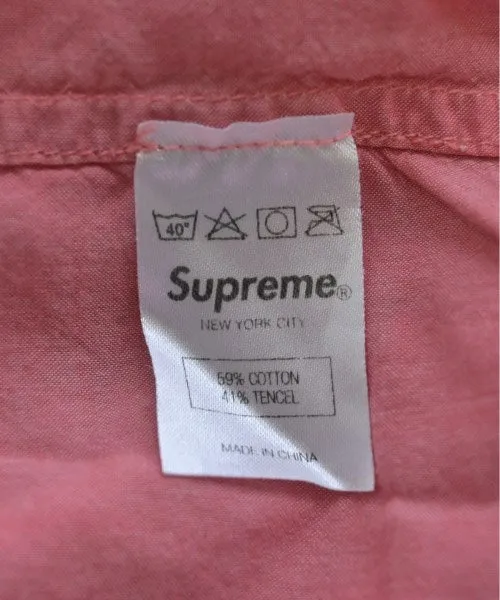 40°
Supreme®
NEW YORK CITY
59% COTTON
41% TENCEL
MADE IN CHINA